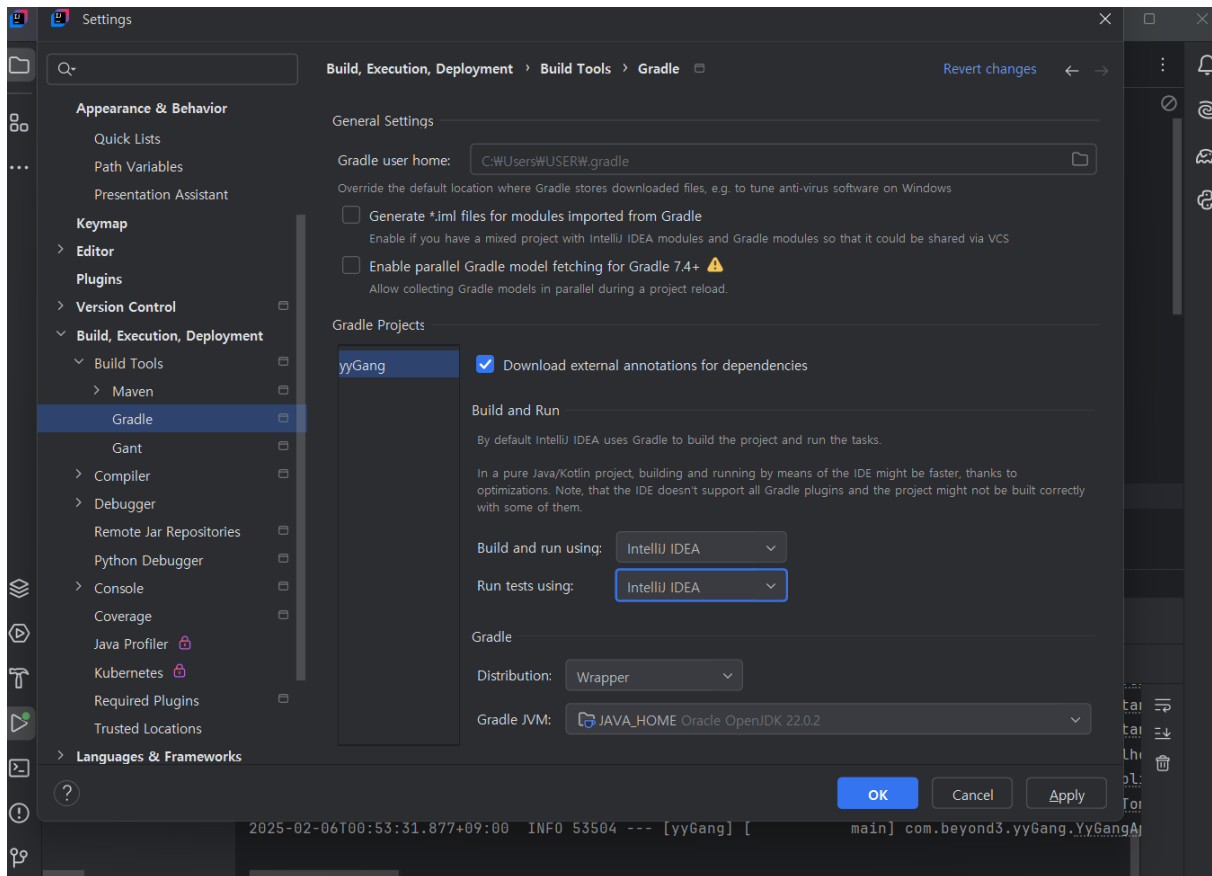 Settings
Build, Execution, Deployment › Build Tools › Gradle
Revert changes
Appearance & Behavior
Quick Lists
Path Variables
Presentation Assistant
Keymap
Editor
Plugins
Version Control
Build, Execution, Deployment
Build Tools
Maven
Gradle
Gant
Compiler
Debugger
Remote Jar Repositories
Python Debugger
Console
Coverage
Java Profiler
Kubernetes
Required Plugins
Trusted Locations
Languages & Frameworks
General Settings
Gradle user home: C:₩Users₩USER₩.gradle
Override the default location where Gradle stores downloaded files, e.g. to tune anti-virus software on Windows
Generate *.iml files for modules imported from Gradle
Enable if you have a mixed project with IntelliJ IDEA modules and Gradle modules so that it could be shared via VCS
Enable parallel Gradle model fetching for Gradle 7.4+
Allow collecting Gradle models in parallel during a project reload.
Gradle Projects
yyGang
Download external annotations for dependencies
Build and Run
By default IntelliJ IDEA uses Gradle to build the project and run the tasks.
In a pure Java/Kotlin project, building and running by means of the IDE might be faster, thanks to
optimizations. Note, that the IDE doesn't support all Gradle plugins and the project might not be built correctly
with some of them.
Build and run using: IntelliJ IDEA
Run tests using: IntelliJ IDEA
Gradle
Distribution: Wrapper
Gradle JVM: JAVA_HOME Oracle OpenJDK 22.0.2
?
OK
Cancel
Apply
2025-02-06T00:53:31.877+09:00 INFO 53504 --- [yyGang] [ main] com.beyond3.yyGang.YyGangA